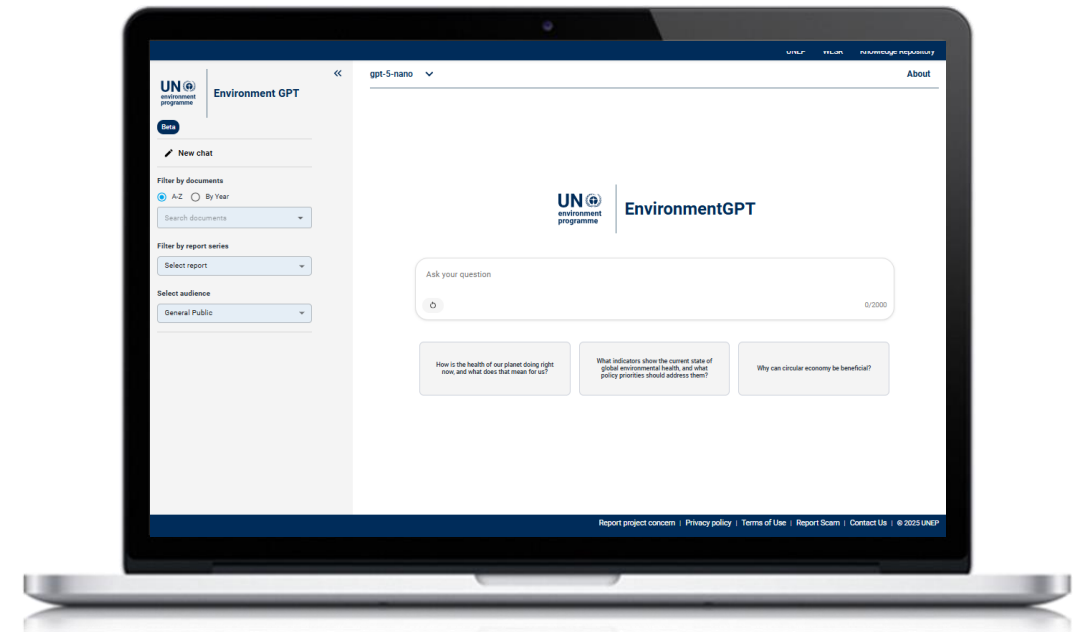 UNEP WESR Knowledge Repository
UN
environment
programme
Environment GPT
«
gpt-5-nano
About
Beta
New chat
Filter by documents
A-Z By Year
Search documents
Filter by report series
Select report
Select audience
General Public
UN
environment
programme
EnvironmentGPT
Ask your question
0/2000
How is the health of our planet doing right
now, and what does that mean for us?
What indicators show the current state of
global environmental health, and what
policy priorities should address them?
Why can circular economy be beneficial?
Report project concern | Privacy policy | Terms of Use | Report Scam | Contact Us | © 2025 UNEP